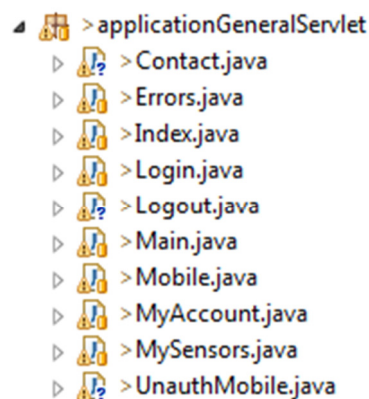 >applicationGeneralServlet
>Contact.java
>Errors.java
>Index.java
>Login.java
>Logout.java
>Main.java
>Mobile.java
>MyAccount.java
>MySensors.java
>UnauthMobile.java